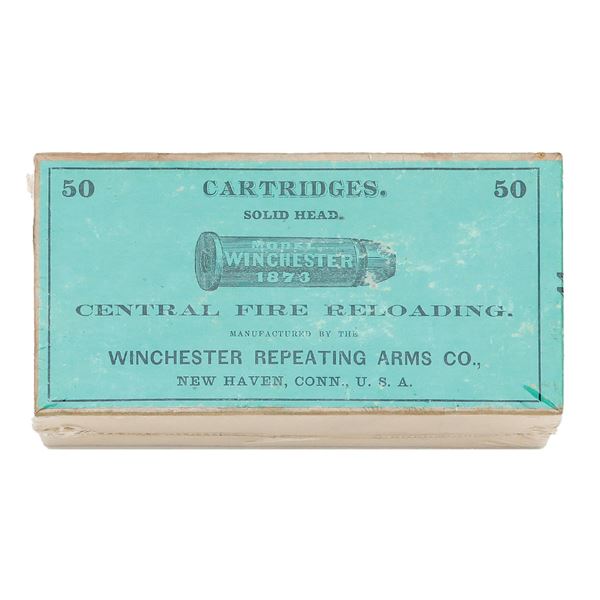 50 CARTRIDGES. 50
SOLID HEAD.
MODEL
WINCHESTER
1873
CENTRAL FIRE RELOADING.
MANUFACTURED BY THE
WINCHESTER REPEATING ARMS CO.,
NEW HAVEN, CONN., U. S. A.